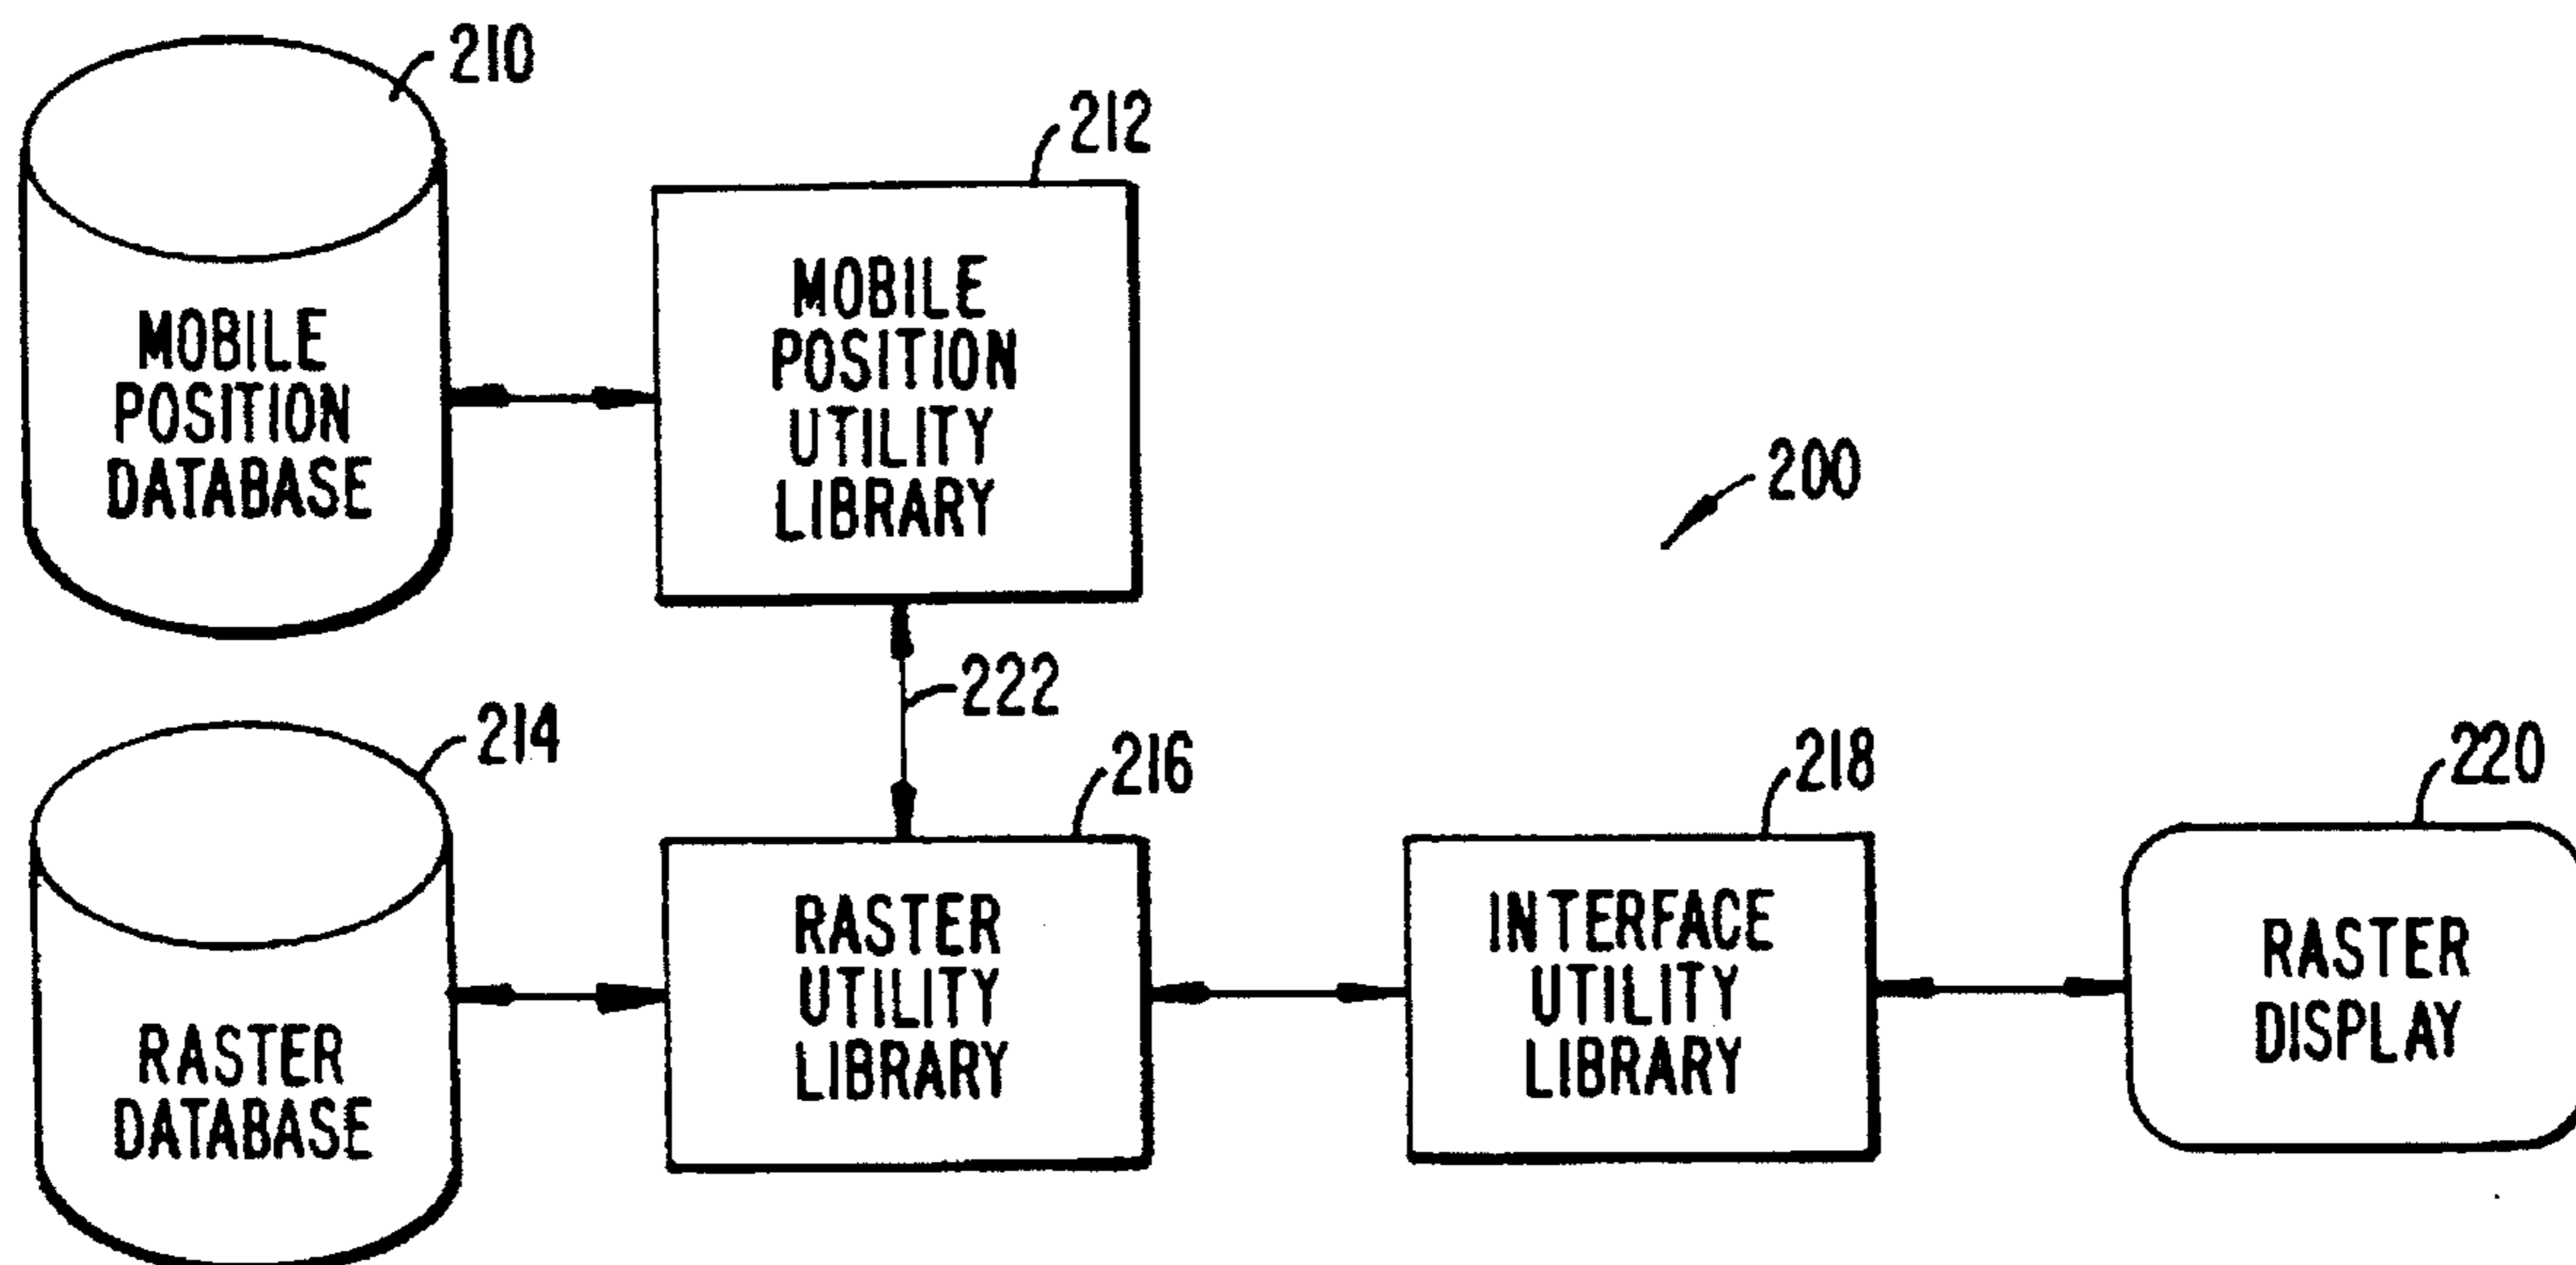 210
MOBILE
POSITION
DATABASE
212
MOBILE
POSITION
UTILITY
LIBRARY
200
222
214
RASTER
DATABASE
216
RASTER
UTILITY
LIBRARY
218
INTERFACE
UTILITY
LIBRARY
220
RASTER
DISPLAY